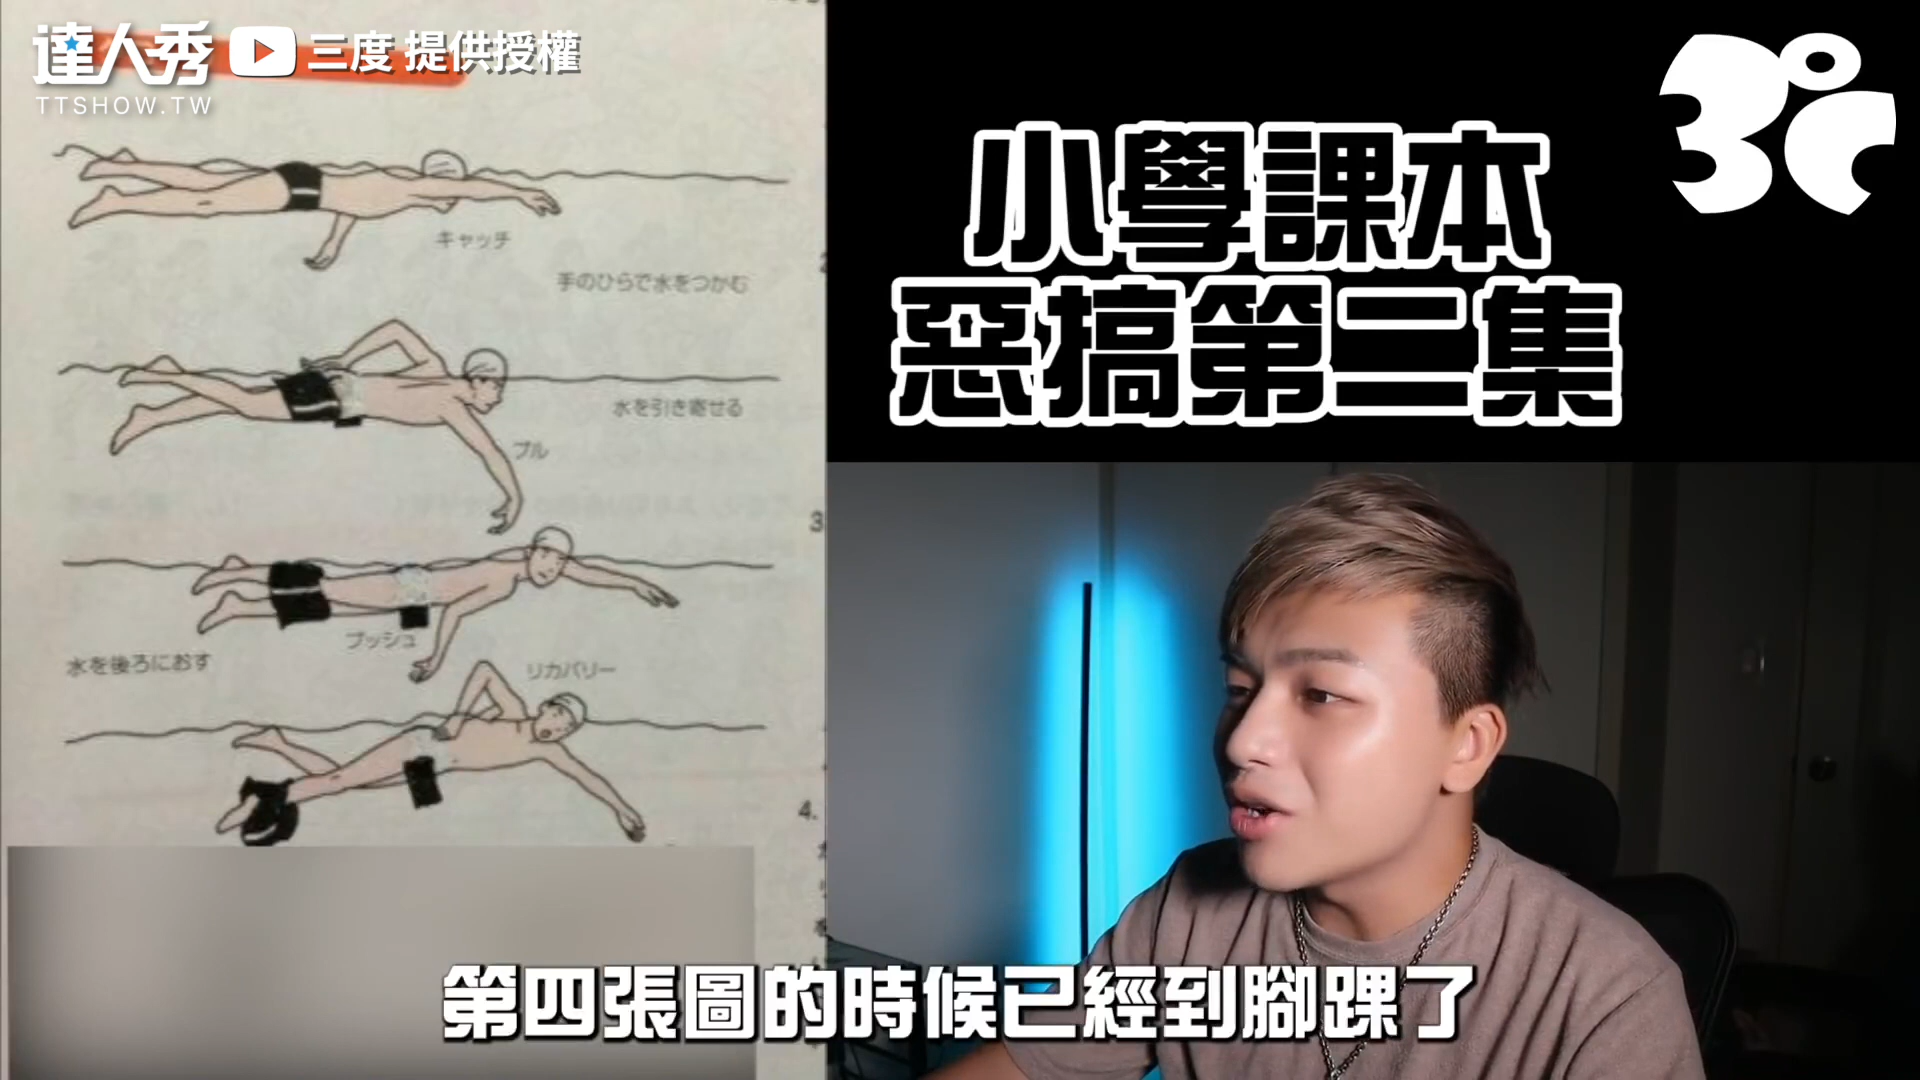 達人秀
TTSHOW.TW
三度 提供授權
3°C
小學課本
惡搞第二集
キャッチ
手のひらで水をつかむ
水を引き寄せる
プル
3
プッシュ
水を後ろにおす
リカバリー
4.
第四張圖的時候已經到腳踝了